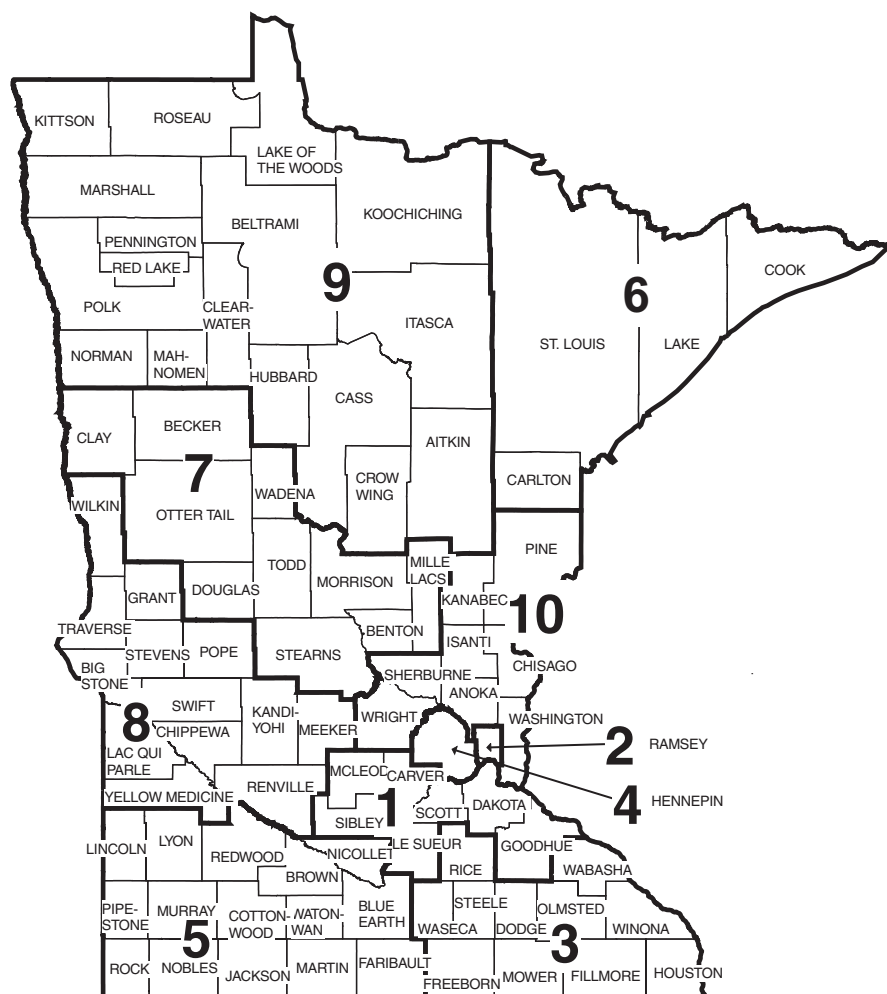 KITTSON
ROSEAU
LAKE OF
THE WOODS
MARSHALL
KOOCHICHING
BELTRAMI
PENNINGTON
RED LAKE
9
COOK
6
POLK
CLEAR-
WATER
ITASCA
ST. LOUIS
LAKE
NORMAN
MAH-
NOMEN
HUBBARD
CASS
BECKER
CLAY
AITKIN
7
CROW
WING
CARLTON
WADENA
WILKIN
OTTER TAIL
PINE
TODD
MILLE
LACS
MORRISON
DOUGLAS
GRANT
KANABEC
10
TRAVERSE
BENTON
ISANTI
STEVENS
POPE
STEARNS
CHISAGO
BIG
STONE
SHERBURNE
ANOKA
SWIFT
KANDI-
YOHI
WRIGHT
WASHINGTON
8
CHIPPEWA
MEEKER
2
RAMSEY
LAC QUI
PARLE
MCLEOD
CARVER
RENVILLE
YELLOW MEDICINE
1
4
HENNEPIN
SCOTT
DAKOTA
SIBLEY
LINCOLN
LYON
REDWOOD
NICOLLET
LE SUEUR
GOODHUE
RICE
WABASHA
BROWN
PIPE-
STONE
MURRAY
COTTON-
WOOD
WATON-
WAN
BLUE
EARTH
STEELE
OLMSTED
WASECA
DODGE
WINONA
5
3
ROCK
NOBLES
JACKSON
MARTIN
FARIBAULT
FREEBORN
MOWER
FILLMORE
HOUSTON